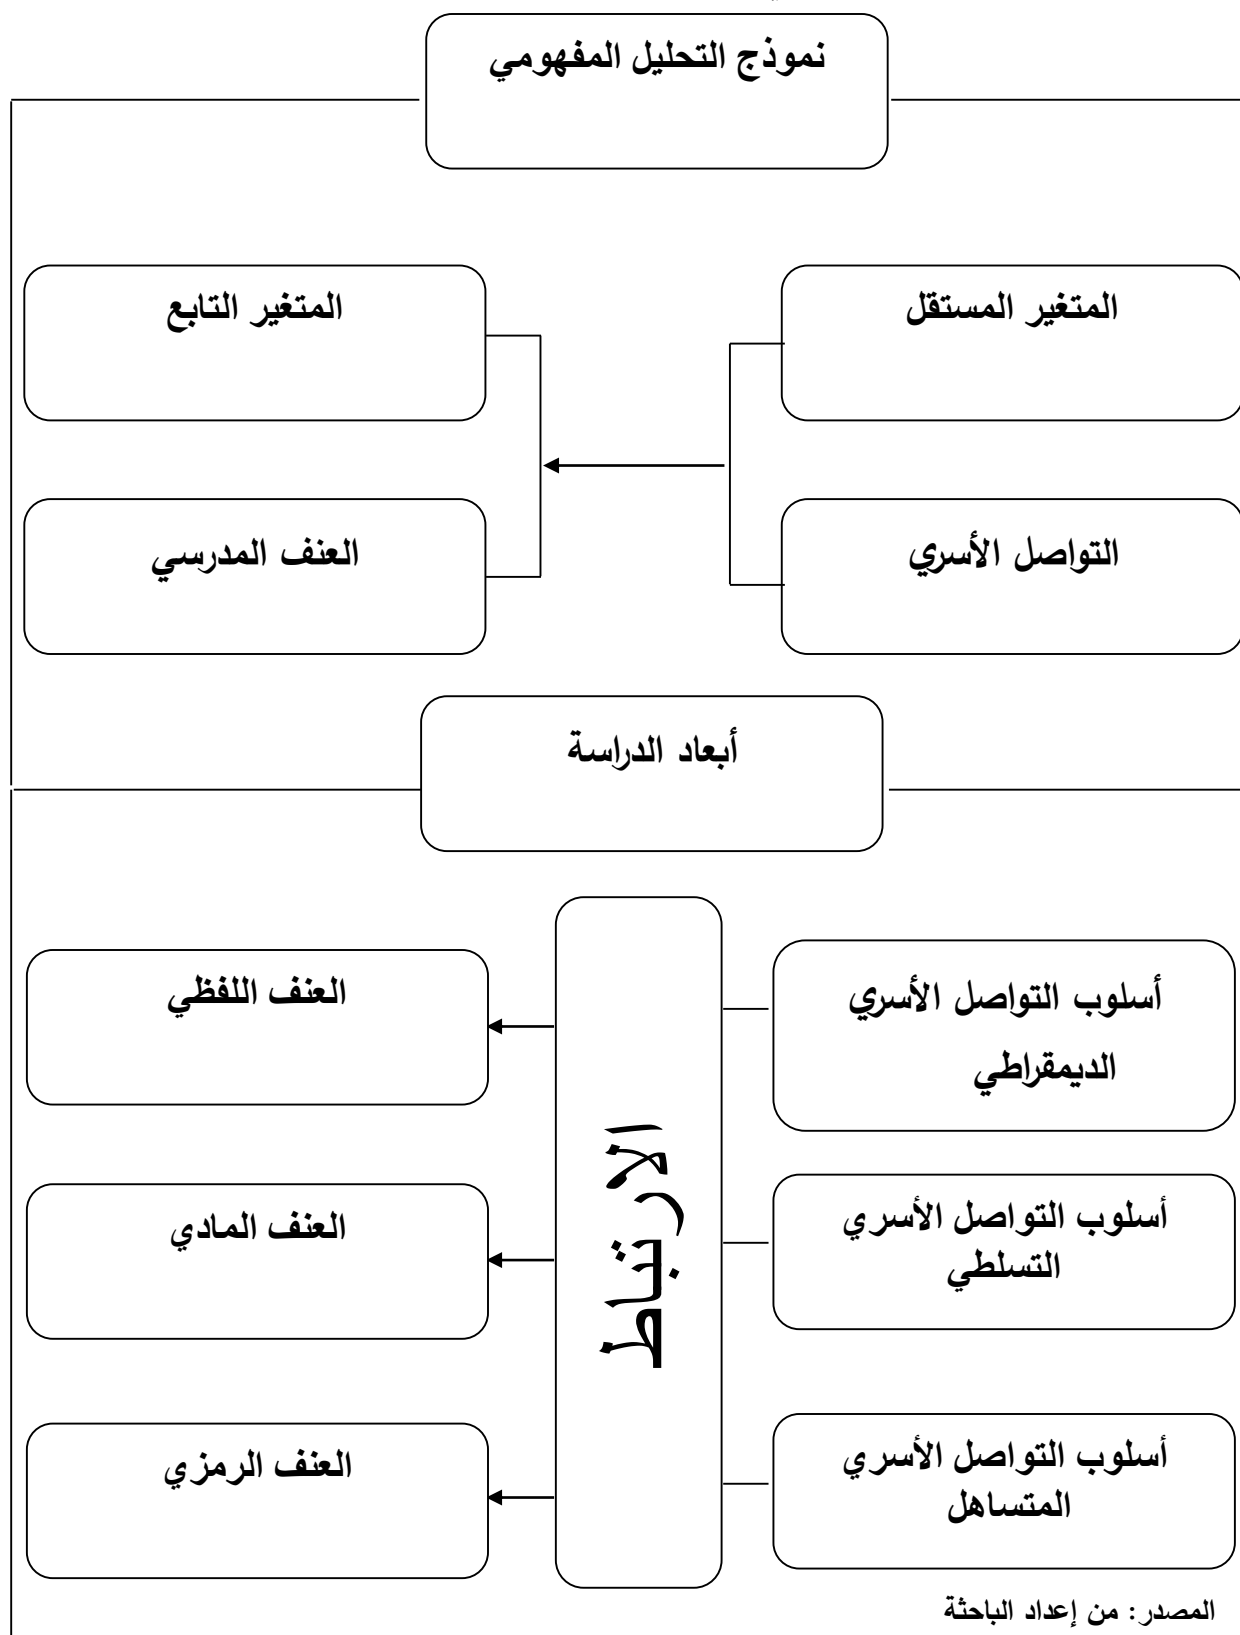 نموذج التحليل المفهومي
المتغير المستقل
المتغير التابع
التواصل الأسري
العنف المدرسي
أبعاد الدراسة
أسلوب التواصل الأسري
الديمقراطي
أسلوب التواصل الأسري
التسلطي
أسلوب التواصل الأسري
المتساهل
الارتباط
العنف اللفظي
العنف المادي
العنف الرمزي
المصدر: من إعداد الباحثة